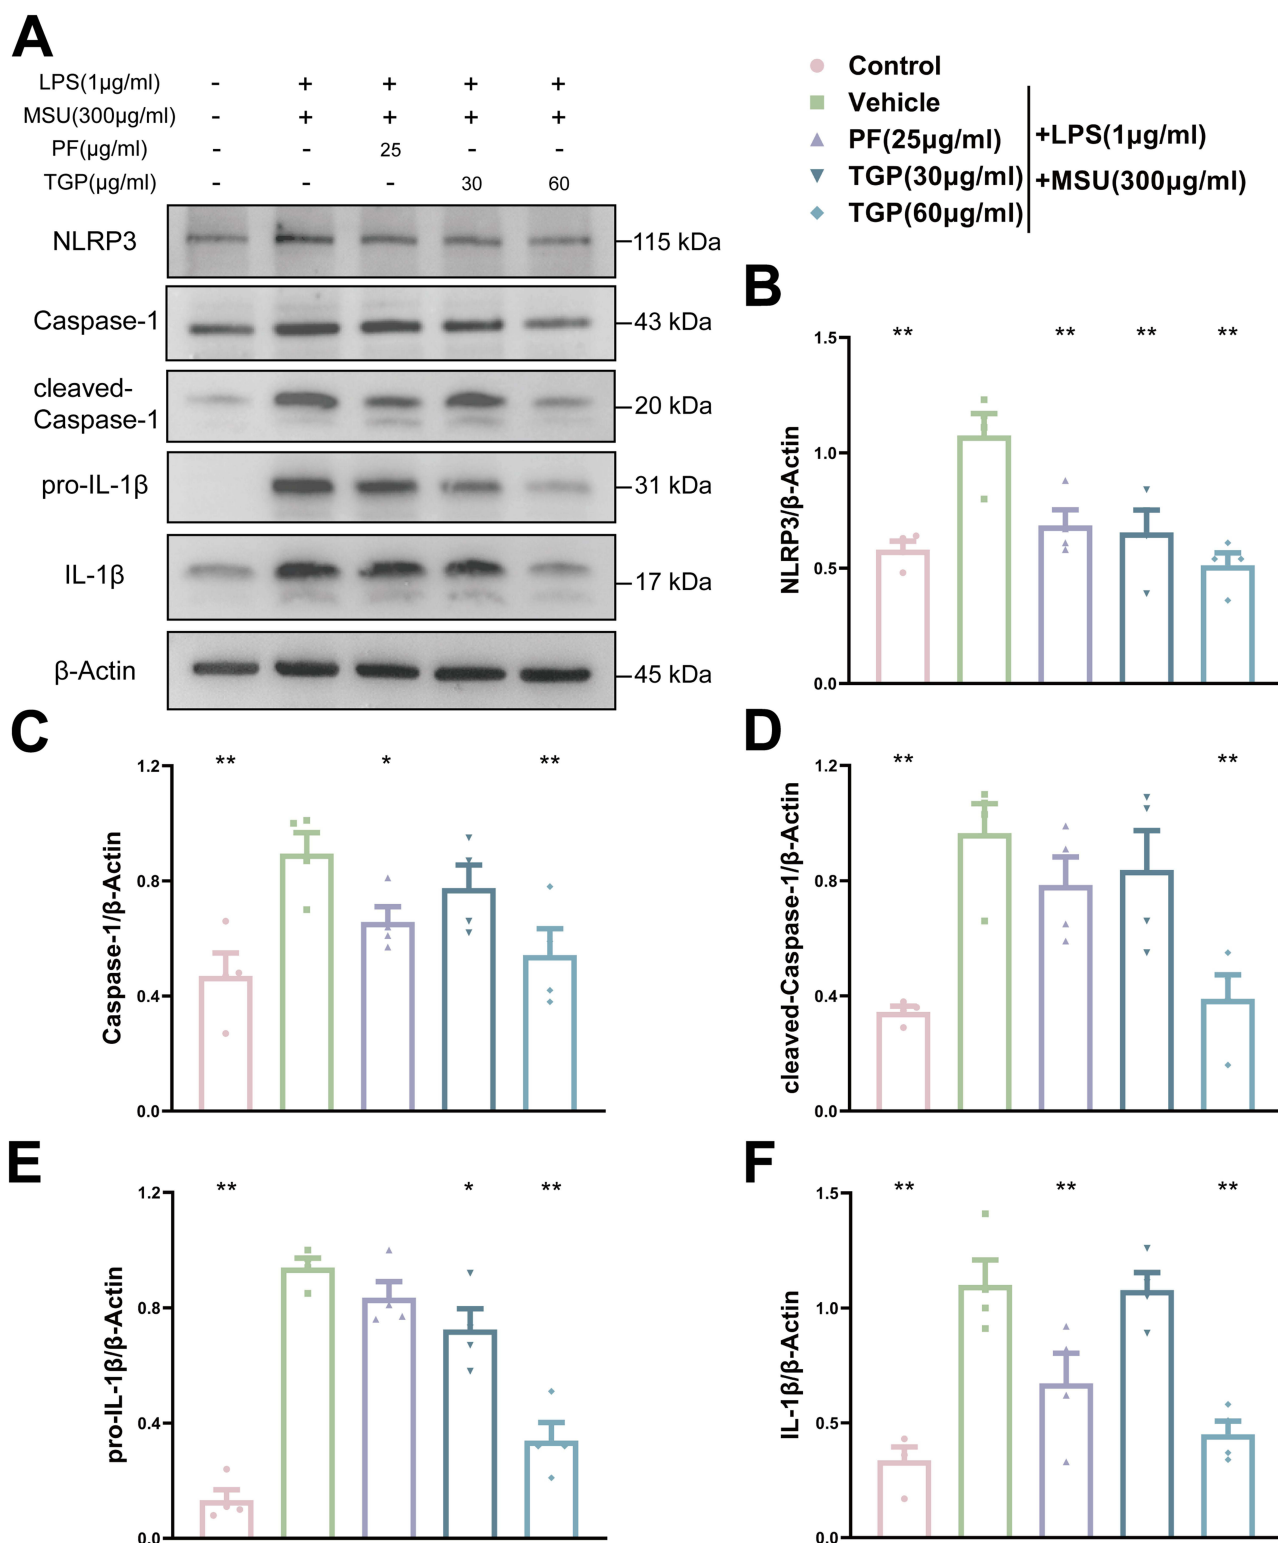 A
LPS(1μg/ml) - + + + +
MSU(300μg/ml) - + + + +
PF(μg/ml) - - 25 - -
TGP(μg/ml) - - - 30 60
NLRP3 115 kDa
Caspase-1 43 kDa
cleaved-
Caspase-1 20 kDa
pro-IL-1β 31 kDa
IL-1β 17 kDa
β-Actin 45 kDa
Control
Vehicle
PF(25μg/ml)
TGP(30μg/ml)
TGP(60μg/ml)
+LPS(1μg/ml)
+MSU(300μg/ml)
B
** ** ** **
NLRP3/β-Actin
1.5
1.0
0.5
0.0
C
** * **
Caspase-1/β-Actin
1.2
0.8
0.4
0.0
D
** **
cleaved-Caspase-1/β-Actin
1.2
0.8
0.4
0.0
E
** * **
pro-IL-1β/β-Actin
1.2
0.8
0.4
0.0
F
** ** **
IL-1β/β-Actin
1.5
1.0
0.5
0.0